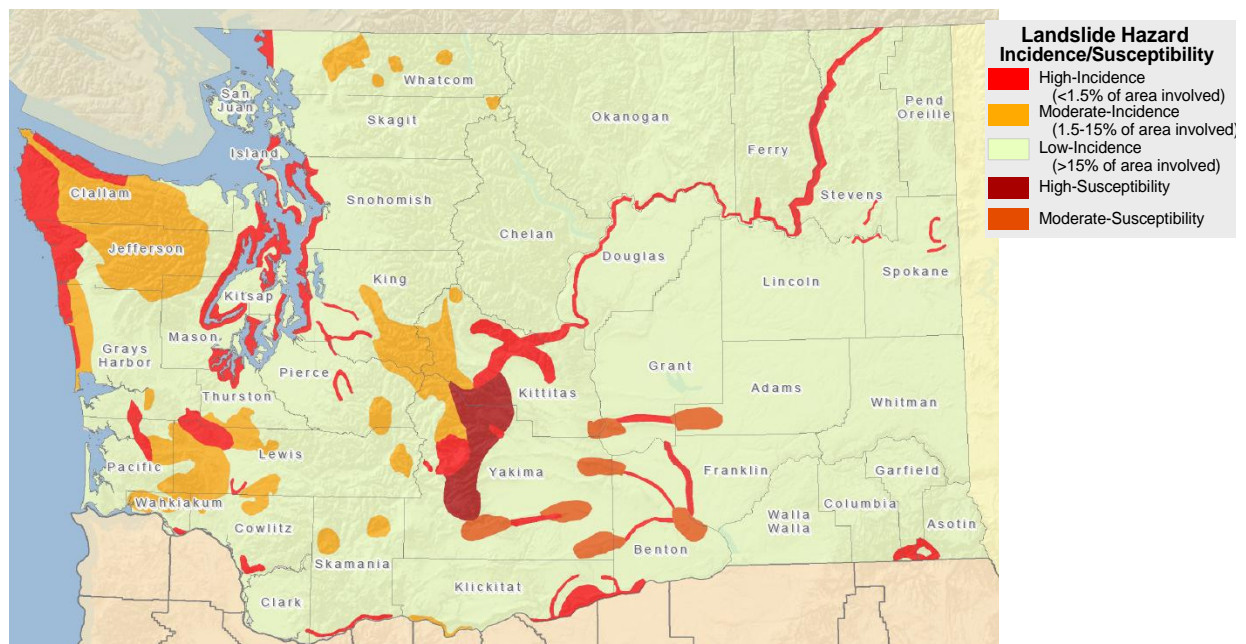 Landslide Hazard
Incidence/Susceptibility
High-Incidence
(<1.5% of area involved)
Moderate-Incidence
(1.5-15% of area involved)
Low-Incidence
(>15% of area involved)
High-Susceptibility
Moderate-Susceptibility
San
Juan
Whatcom
Skagit
Okanogan
Pend
Oreille
Ferry
Island
Stevens
Clallam
Snohomish
Chelan
Jefferson
Douglas
King
Spokane
Lincoln
Kitsap
Mason
Grays
Harbor
Grant
Pierce
Adams
Kittitas
Thurston
Whitman
Lewis
Pacific
Yakima
Franklin
Garfield
Wahkiakum
Columbia
Cowlitz
Walla
Walla
Asotin
Benton
Skamania
Klickitat
Clark